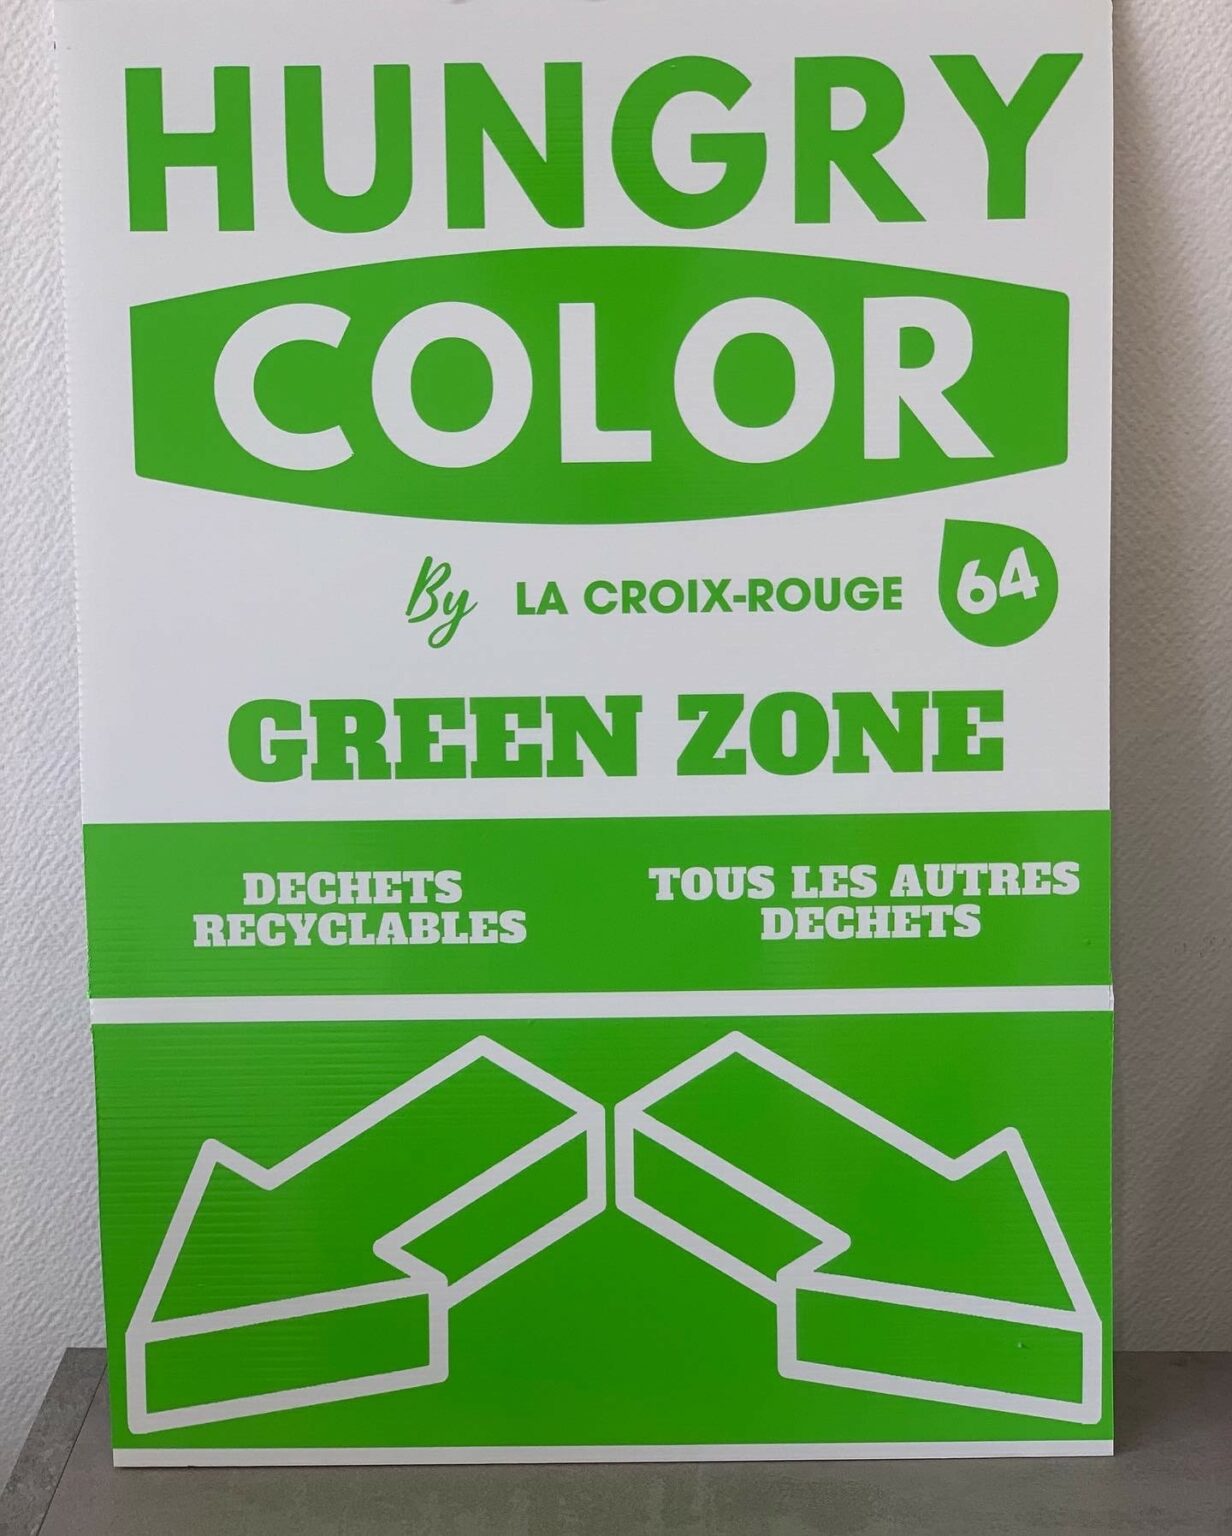 HUNGRY
COLOR
By LA CROIX-ROUGE 64
GREEN ZONE
DECHETS
RECYCLABLES
TOUS LES AUTRES
DECHETS